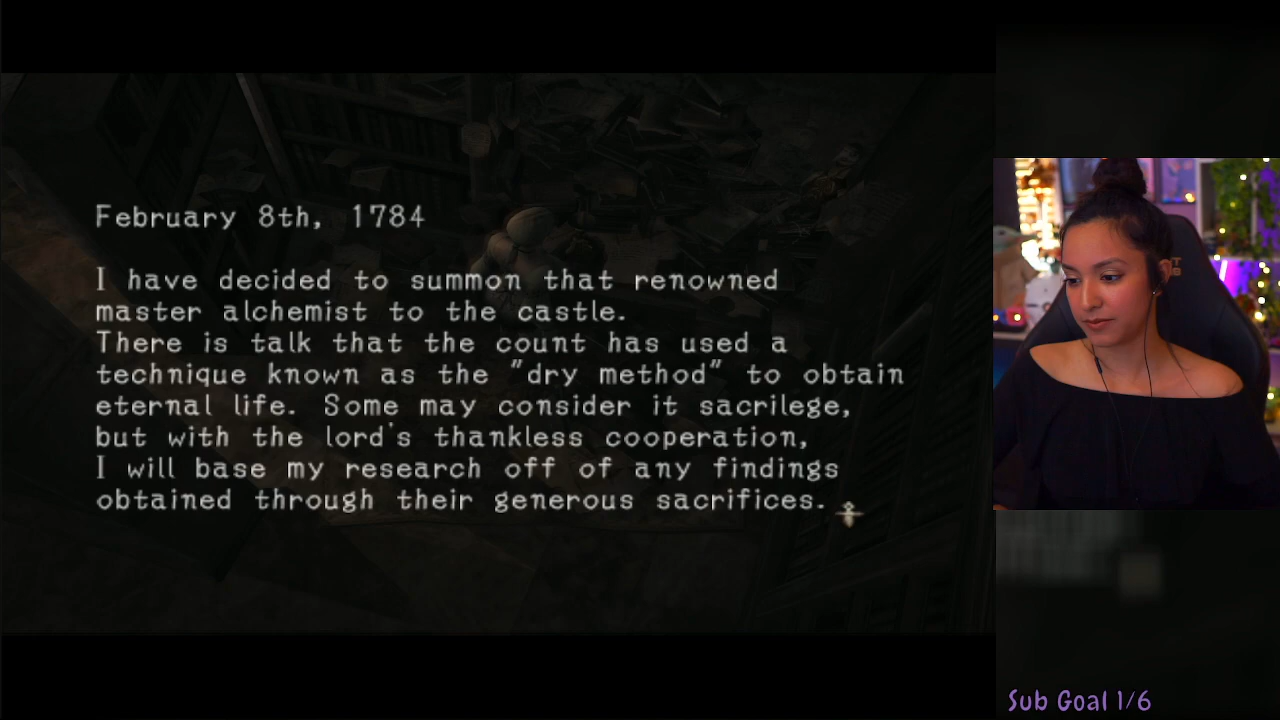 February 8th, 1784
I have decided to summon that renowned
master alchemist to the castle.
There is talk that the count has used a
technique known as the "dry method" to obtain
eternal life. Some may consider it sacrilege,
but with the lord's thankless cooperation,
I will base my research off of any findings
obtained through their generous sacrifices.
Sub Goal 1/6